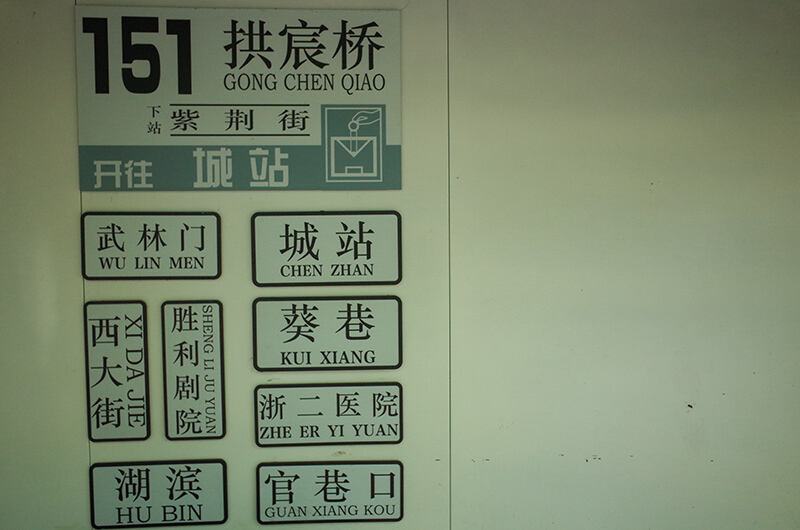 151
拱宸桥
GONG CHEN QIAO
下站
紫荆街
开往 城站
武林门
WU LIN MEN
城站
CHEN ZHAN
西大街
XI DA JIE
胜利剧院
SHENG LI JU YUAN
葵巷
KUI XIANG
浙二医院
ZHE ER YI YUAN
湖滨
HU BIN
官巷口
GUAN XIANG KOU